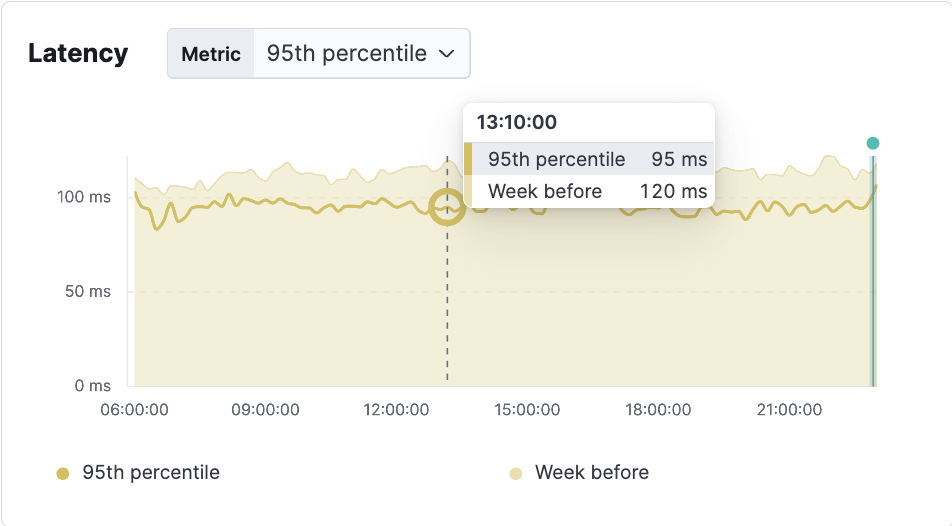 Latency Metric 95th percentile
13:10:00
95th percentile 95 ms
Week before 120 ms
100 ms
50 ms
0 ms
06:00:00 09:00:00 12:00:00 15:00:00 18:00:00 21:00:00
95th percentile Week before